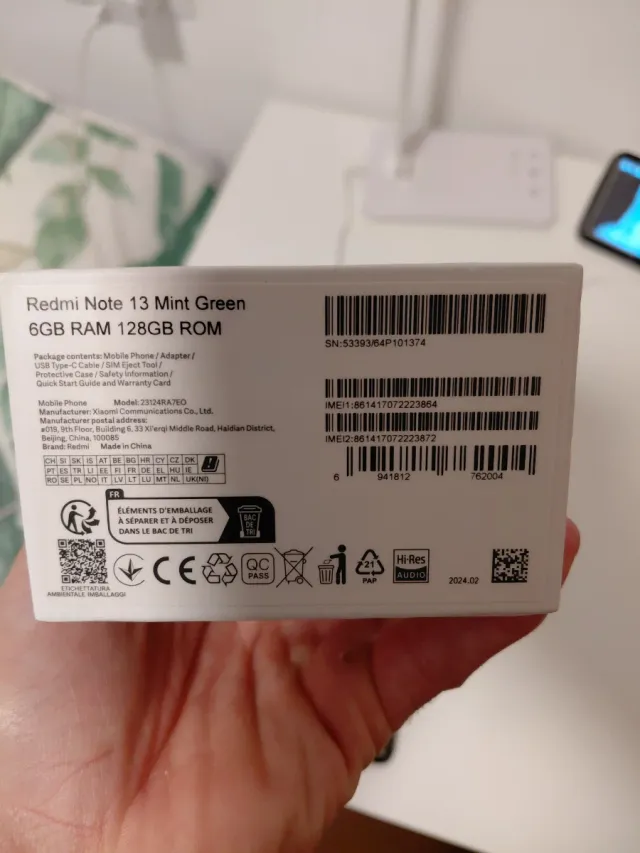 Redmi Note 13 Mint Green
6GB RAM 128GB ROM
Package contents: Mobile Phone / Adapter /
USB Type-C Cable / SIM Eject Tool /
Protective Case / Safety Information /
Quick Start Guide and Warranty Card
Mobile Phone Model: 23124RA7EO
Manufacturer: Xiaomi Communications Co., Ltd.
Manufacturer postal address:
#019, 9th Floor, Building 6, 33 Xi'erqi Middle Road, Haidian District,
Beijing, China, 100085
Brand: Redmi Made in China
CH SI SK IS AT BE BG HR CY CZ DK
PT ES TR LI EE FI FR DE EL HU IE
RO SE PL NO IT LV LT LU MT NL UK(NI)
FR
ÉLÉMENTS D'EMBALLAGE
À SÉPARER ET À DÉPOSER
DANS LE BAC DE TRI
BAC
DE
TRI
ETICHETTATURA
AMBIENTALE IMBALLAGGI
CE
QC
PASS
21
PAP
Hi-Res
AUDIO
2024.02
SN:53393/64P101374
IMEI1:861417072223864
IMEI2:861417072223872
6 941812 762004